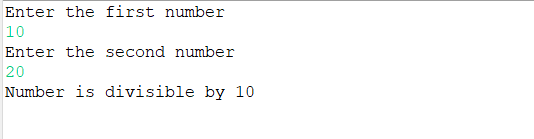 Enter the first number
10
Enter the second number
20
Number is divisible by 10